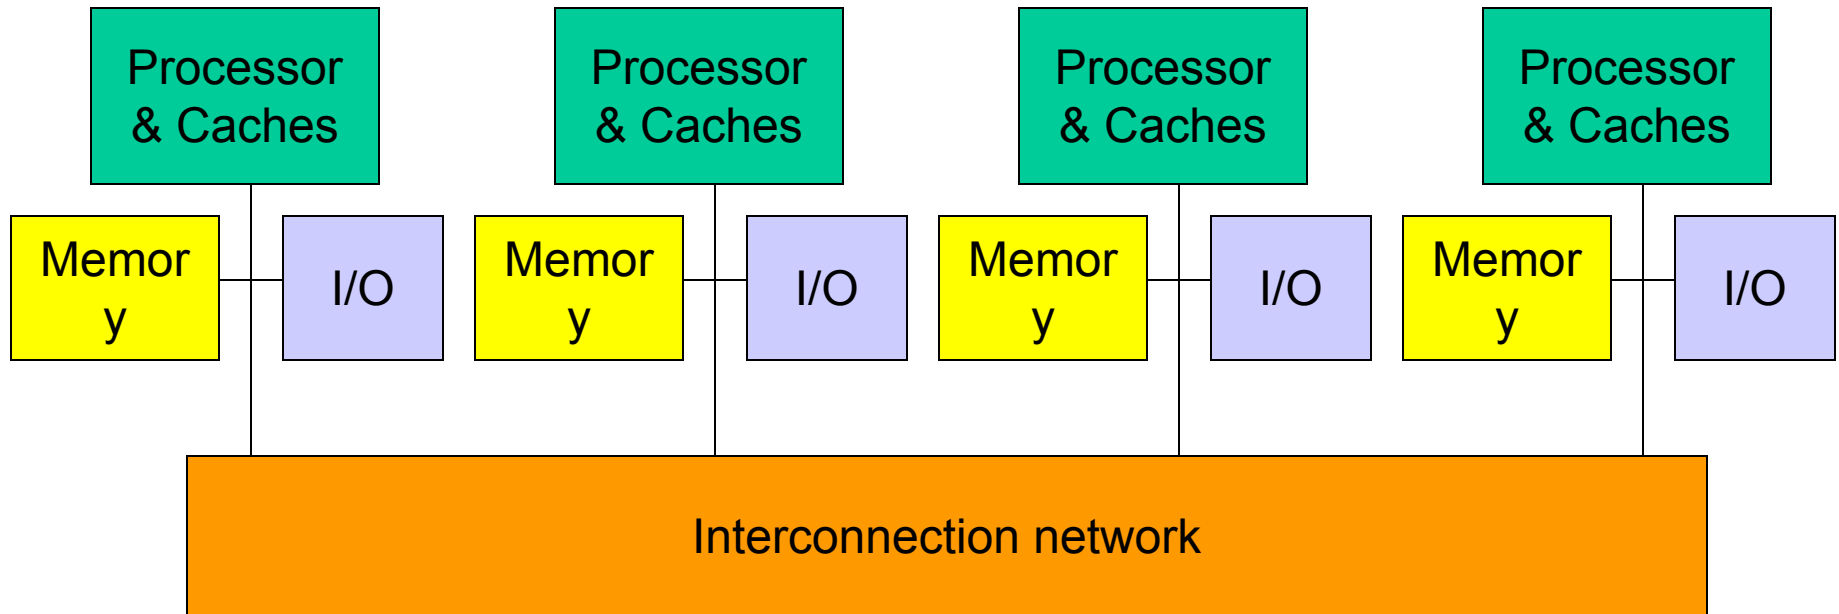 Processor
& Caches
Processor
& Caches
Processor
& Caches
Processor
& Caches
Memor
y
I/O
Memor
y
I/O
Memor
y
I/O
Memor
y
I/O
Interconnection network